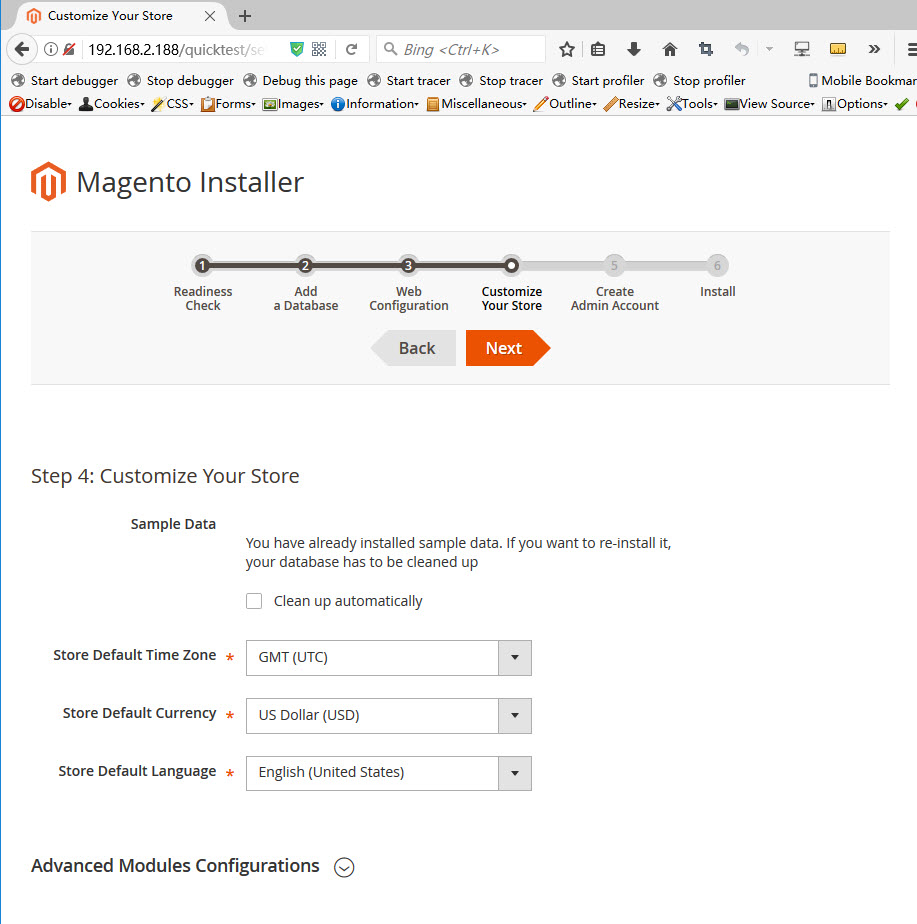 Customize Your Store
192.168.2.188/quicktest/se
Bing <Ctrl+K>
Start debugger Stop debugger Debug this page Start tracer Stop tracer Start profiler Stop profiler Mobile Bookmar
Disable Cookies CSS Forms Images Information Miscellaneous Outline Resize Tools View Source Options
Magento Installer
1 2 3 5 6
Readiness Check
Add a Database
Web Configuration
Customize Your Store
Create Admin Account
Install
Back Next
Step 4: Customize Your Store
Sample Data
You have already installed sample data. If you want to re-install it,
your database has to be cleaned up
Clean up automatically
Store Default Time Zone * GMT (UTC)
Store Default Currency * US Dollar (USD)
Store Default Language * English (United States)
Advanced Modules Configurations